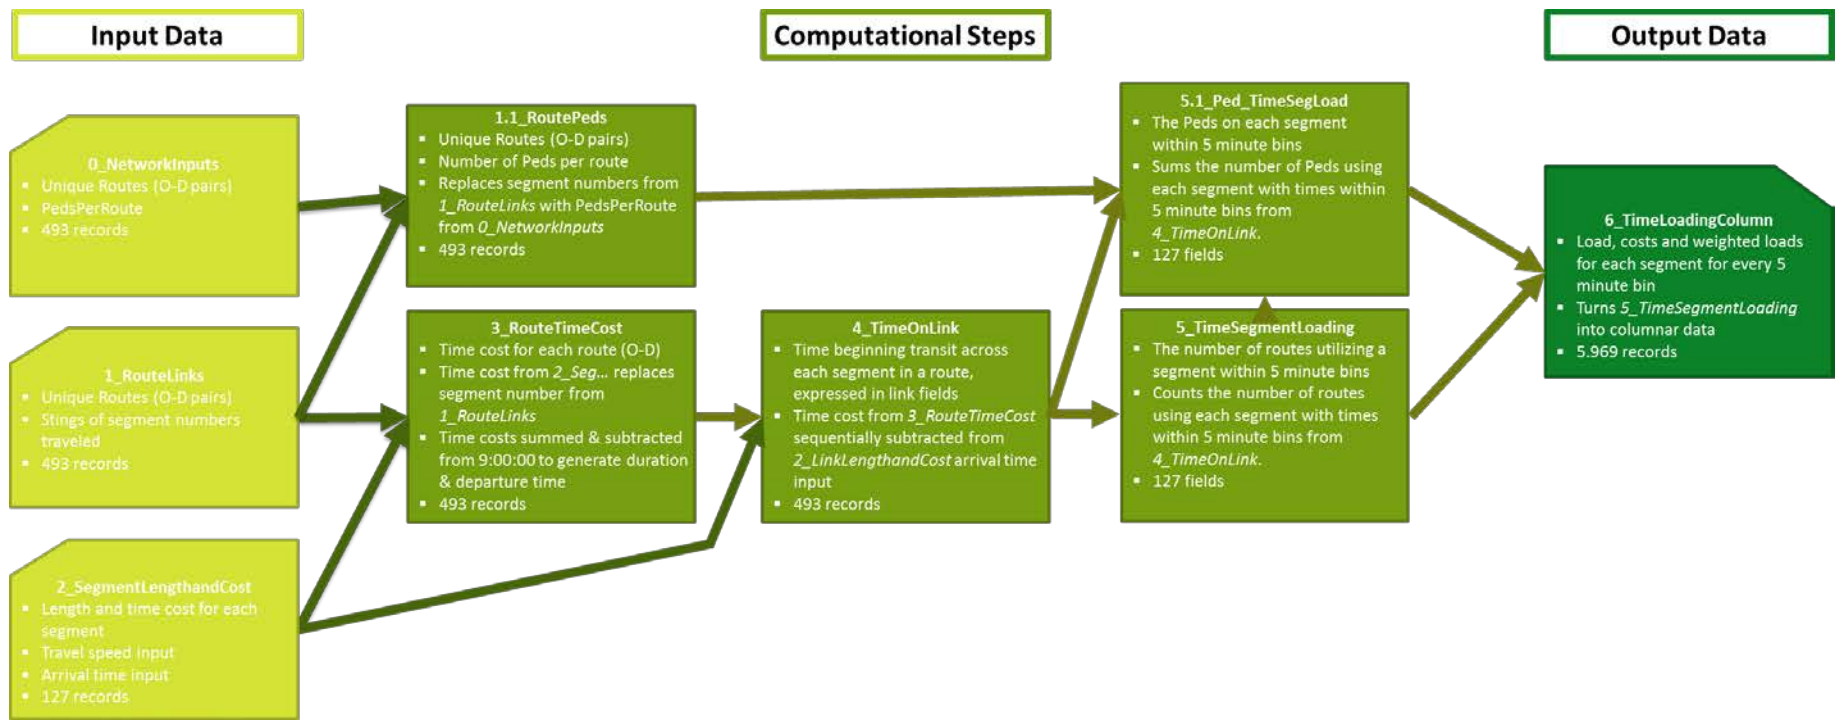 Input Data
Computational Steps
Output Data
0_NetworkInputs
▪ Unique Routes (O-D pairs)
▪ PedsPerRoute
▪ 493 records
1_RouteLinks
▪ Unique Routes (O-D pairs)
▪ Stings of segment numbers
traveled
▪ 493 records
2_SegmentLengthandCost
▪ Length and time cost for each
segment
▪ Travel speed input
▪ Arrival time input
▪ 127 records
1.1_RoutePeds
▪ Unique Routes (O-D pairs)
▪ Number of Peds per route
▪ Replaces segment numbers from
1_RouteLinks with PedsPerRoute
from 0_NetworkInputs
▪ 493 records
3_RouteTimeCost
▪ Time cost for each route (O-D)
▪ Time cost from 2_Seg... replaces
segment number from
1_RouteLinks
▪ Time costs summed & subtracted
from 9:00:00 to generate duration
& departure time
▪ 493 records
4_TimeOnLink
▪ Time beginning transit across
each segment in a route,
expressed in link fields
▪ Time cost from 3_RouteTimeCost
sequentially subtracted from
2_LinkLengthandCost arrival time
input
▪ 493 records
5.1_Ped_TimeSegLoad
▪ The Peds on each segment
within 5 minute bins
▪ Sums the number of Peds using
each segment with times within
5 minute bins from
4_TimeOnLink.
▪ 127 fields
5_TimeSegmentLoading
▪ The number of routes utilizing a
segment within 5 minute bins
▪ Counts the number of routes
using each segment with times
within 5 minute bins from
4_TimeOnLink.
▪ 127 fields
6_TimeLoadingColumn
▪ Load, costs and weighted loads
for each segment for every 5
minute bin
▪ Turns 5_TimeSegmentLoading
into columnar data
▪ 5.969 records